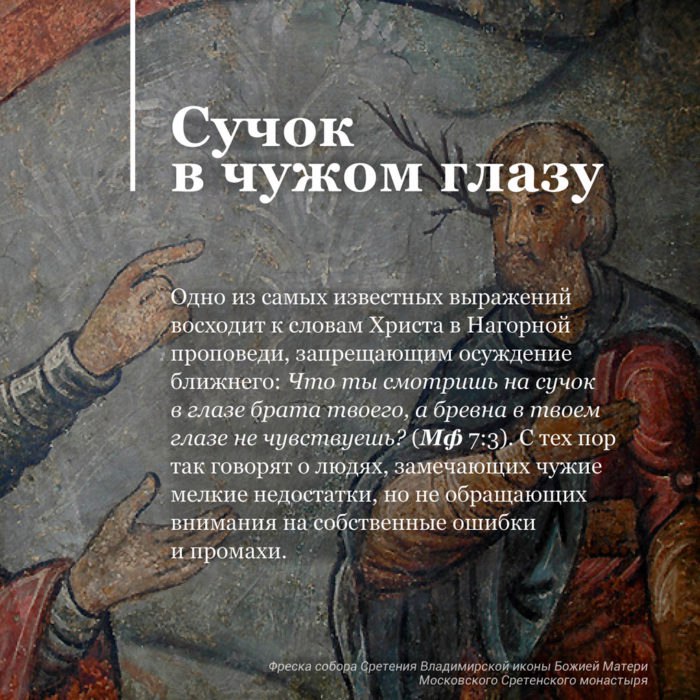 Сучок
в чужом глазу
Одно из самых известных выражений
восходит к словам Христа в Нагорной
проповеди, запрещающим осуждение
ближнего: Что ты смотришь на сучок
в глазе брата твоего, а бревна в твоем
глазе не чувствуешь? (Мф 7:3). С тех пор
так говорят о людях, замечающих чужие
мелкие недостатки, но не обращающих
внимания на собственные ошибки
и промахи.
Фреска собора Сретения Владимирской иконы Божией Матери
Московского Сретенского монастыря